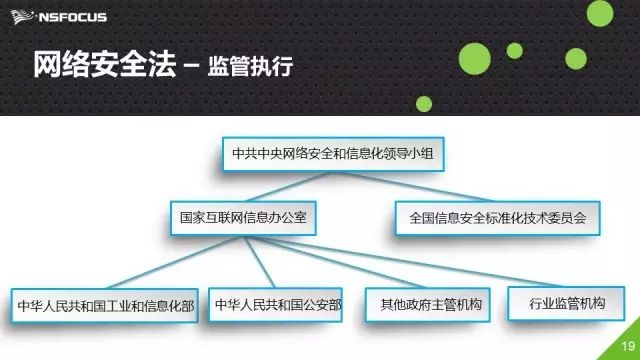 NSFOCUS
网络安全法 – 监管执行
中共中央网络安全和信息化领导小组
国家互联网信息办公室
全国信息安全标准化技术委员会
中华人民共和国工业和信息化部
中华人民共和国公安部
其他政府主管机构
行业监管机构
19